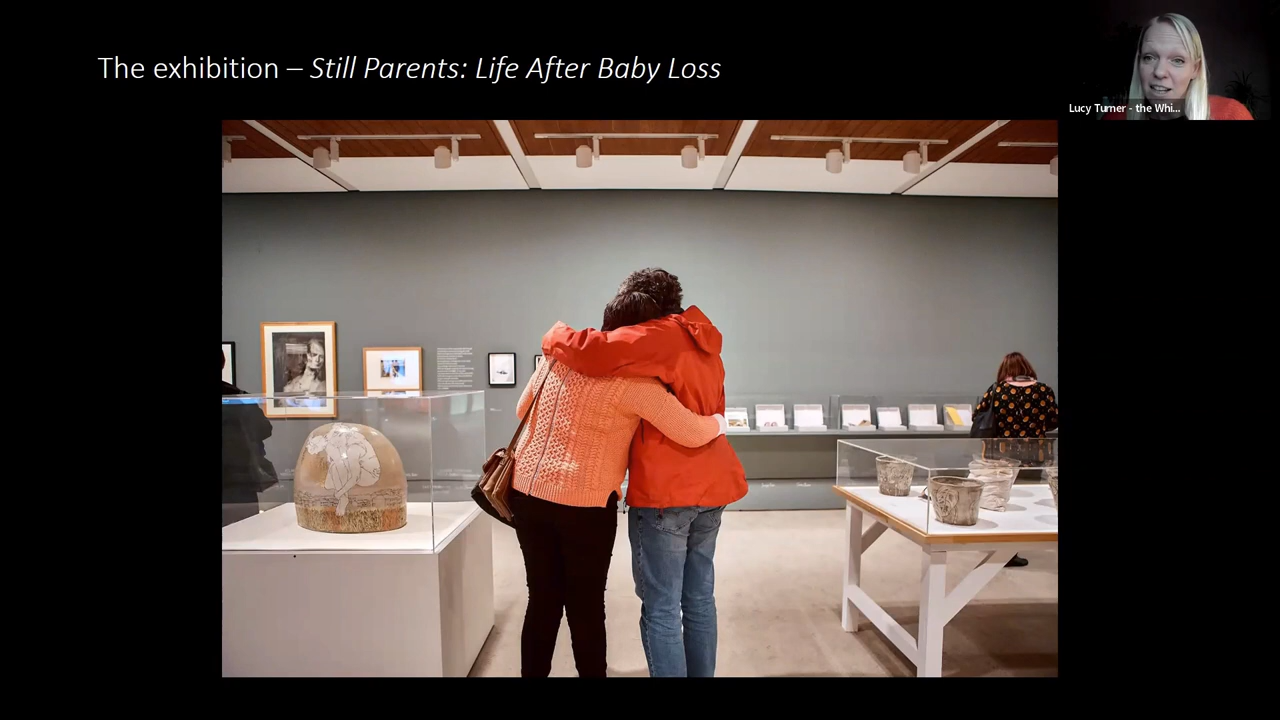 The exhibition – Still Parents: Life After Baby Loss
Lucy Turner - the Whi...